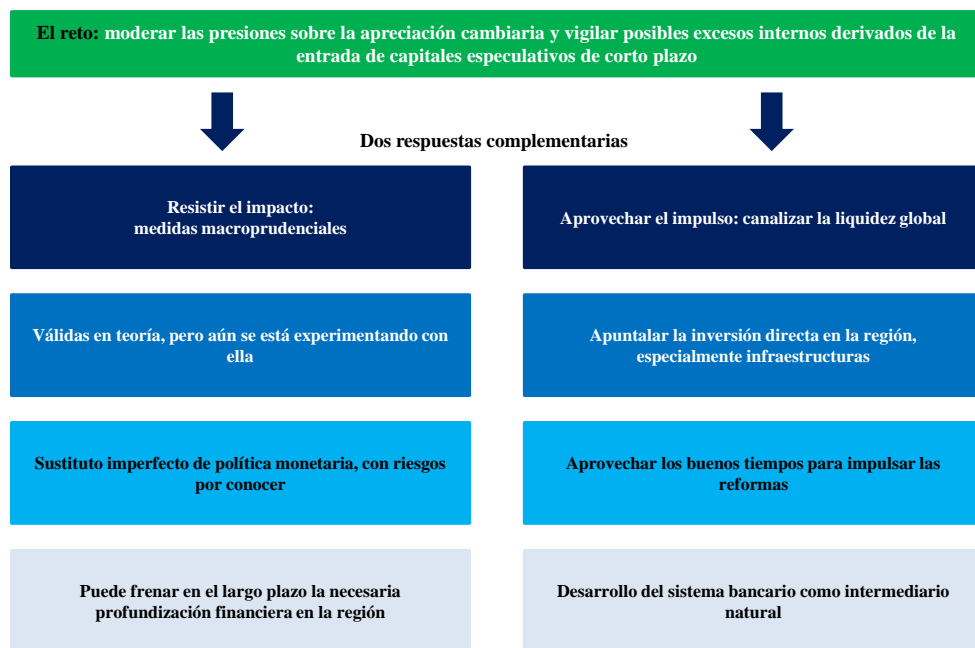 El reto: moderar las presiones sobre la apreciación cambiaria y vigilar posibles excesos internos derivados de la
entrada de capitales especulativos de corto plazo
Dos respuestas complementarias
Resistir el impacto:
medidas macroprudenciales
Válidas en teoría, pero aún se está experimentando con
ella
Sustituto imperfecto de política monetaria, con riesgos
por conocer
Puede frenar en el largo plazo la necesaria
profundización financiera en la región
Aprovechar el impulso: canalizar la liquidez global
Apuntalar la inversión directa en la región,
especialmente infraestructuras
Aprovechar los buenos tiempos para impulsar las
reformas
Desarrollo del sistema bancario como intermediario
natural